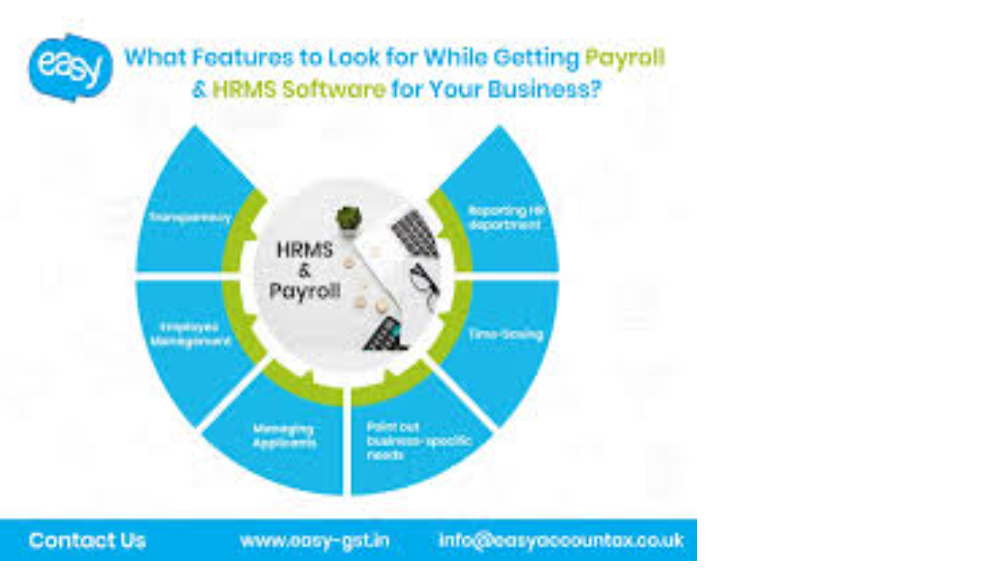 easy
What Features to Look for While Getting Payroll
& HRMS Software for Your Business?
Transparency
Reporting HR
department
HRMS
&
Payroll
Employee
Management
Time-Saving
Managing
Applicants
Point out
business-specific
needs
Contact Us
www.easy-gst.in
info@easyaccountax.co.uk